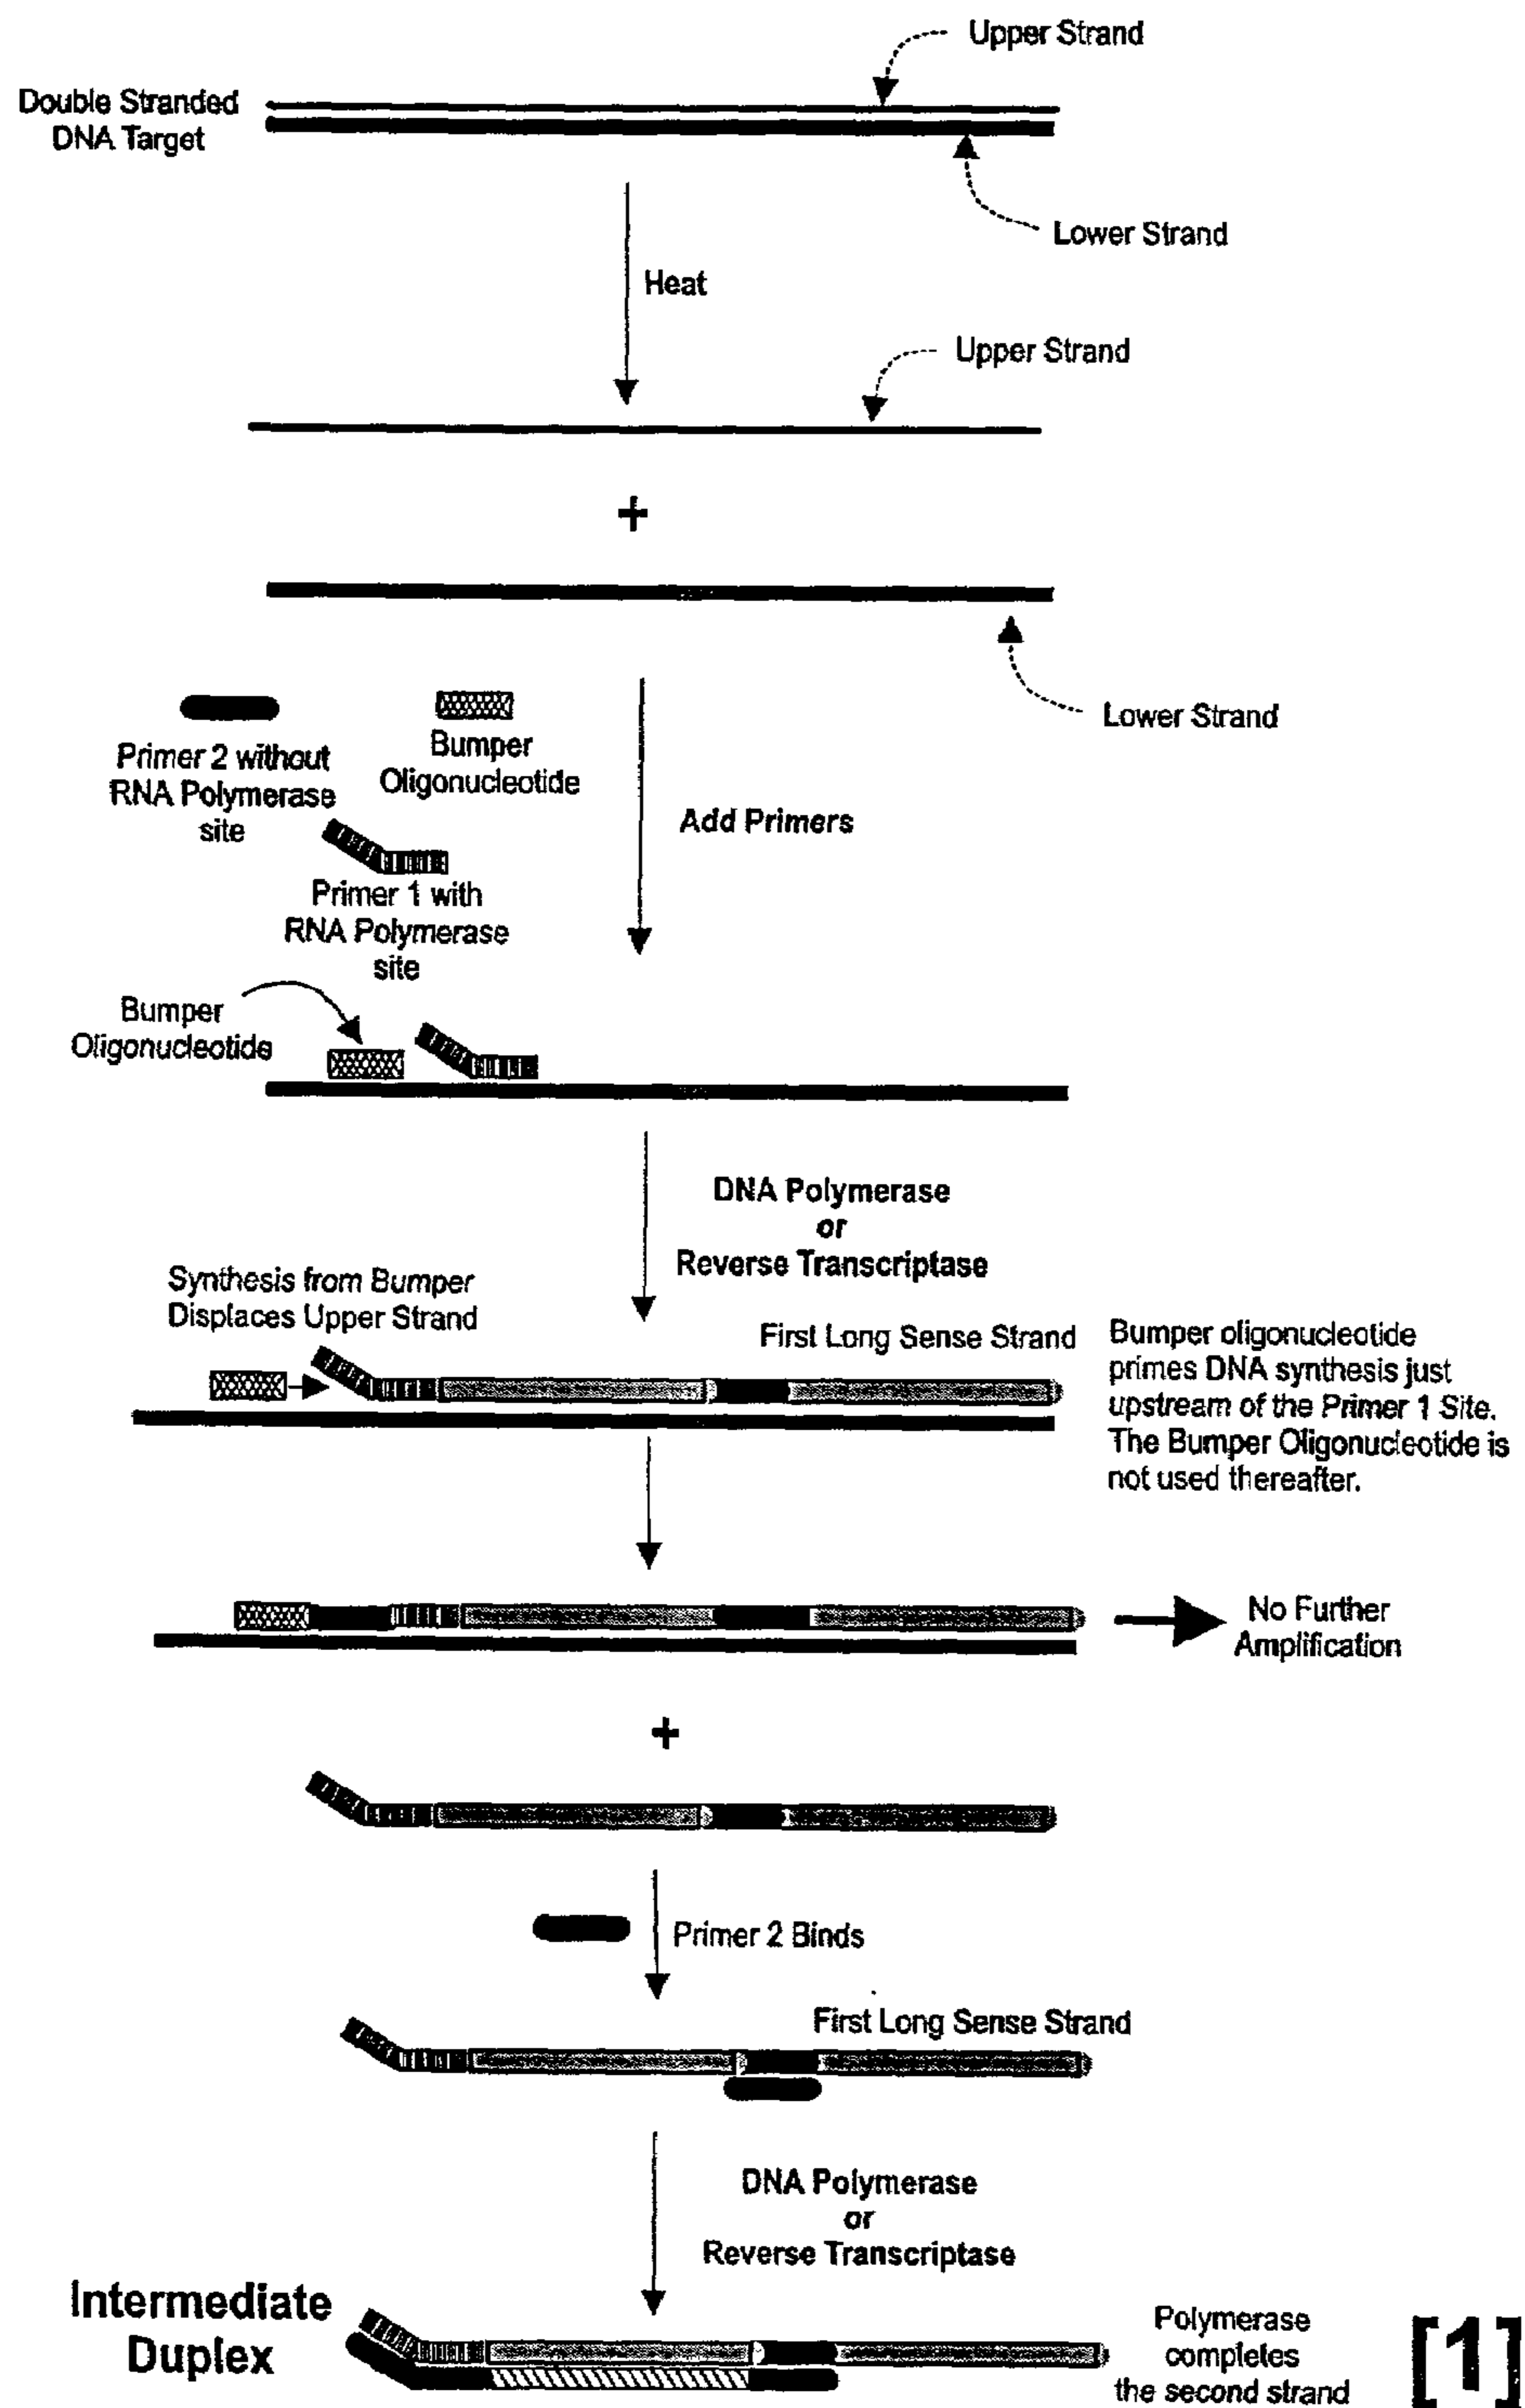 Upper Strand
Double Stranded
DNA Target
Lower Strand
Heat
Upper Strand
+
Lower Strand
Primer 2 without
RNA Polymerase
site
Bumper
Oligonucleotide
Add Primers
Primer 1 with
RNA Polymerase
site
Bumper
Oligonucleotide
DNA Polymerase
or
Reverse Transcriptase
Synthesis from Bumper
Displaces Upper Strand
First Long Sense Strand
Bumper oligonucleotide
primes DNA synthesis just
upstream of the Primer 1 Site.
The Bumper Oligonucleotide is
not used thereafter.
No Further
Amplification
+
Primer 2 Binds
First Long Sense Strand
DNA Polymerase
or
Reverse Transcriptase
Intermediate
Duplex
Polymerase
completes
the second strand
[1]